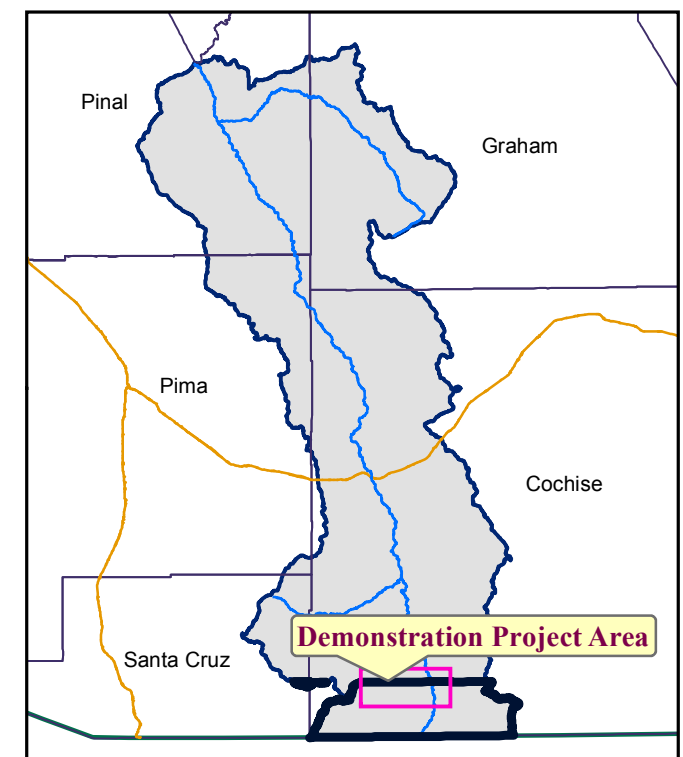 Pinal
Graham
Pima
Cochise
Demonstration Project Area
Santa Cruz